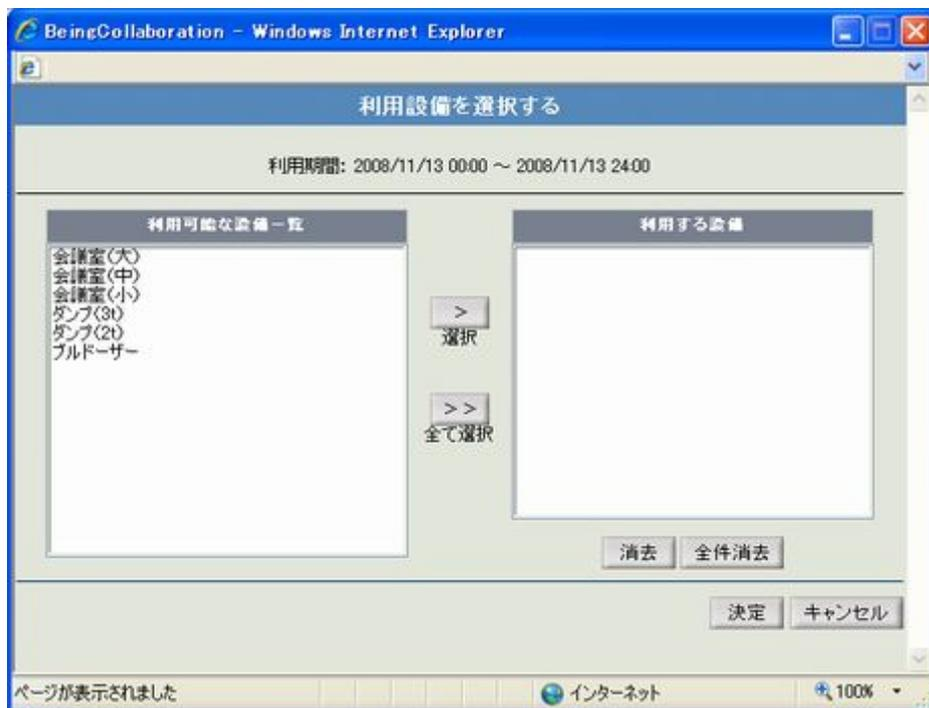 BeingCollaboration - Windows Internet Explorer
利用設備を選択する
利用期間: 2008/11/13 00:00 ～ 2008/11/13 24:00
利用可能な設備一覧
会議室(大)
会議室(中)
会議室(小)
ダンプ(3t)
ダンプ(2t)
ブルドーザー
>
選択
>>
全て選択
利用する設備
消去 全件消去
決定 キャンセル
ページが表示されました インターネット 100%